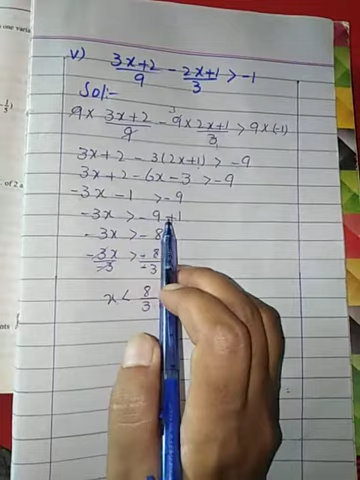 v) (3x+2)/9 - (2x+1)/3 > -1
Sol:-
9 × (3x+2)/9 - 9 × (2x+1)/3 > 9 × (-1)
3x+2 - 3(2x+1) > -9
3x+2 - 6x - 3 > -9
-3x - 1 > -9
-3x > -9 + 1
-3x > -8
-3x/-3 > -8/-3
x < 8/3